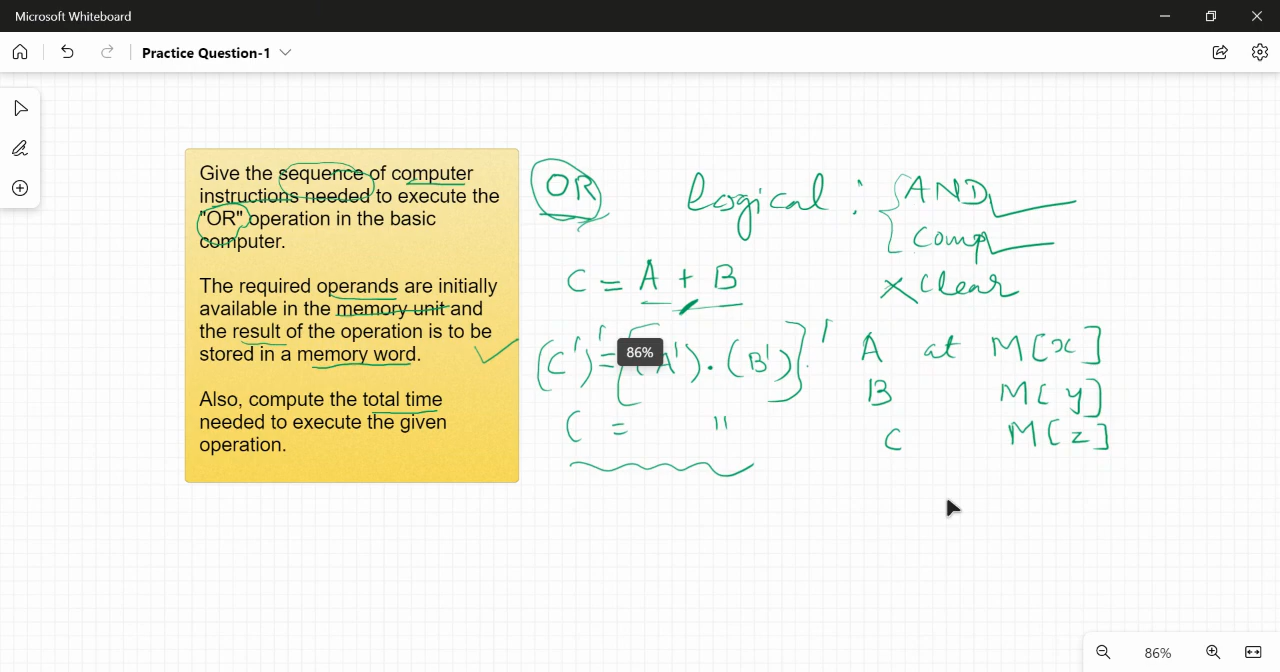 Microsoft Whiteboard
Practice Question-1
Give the sequence of computer
instructions needed to execute the
"OR" operation in the basic
computer.
The required operands are initially
available in the memory unit and
the result of the operation is to be
stored in a memory word.
Also, compute the total time
needed to execute the given
operation.
OR
Logical : { AND
Comp
× Clear
C = A + B
(C')' = [(A') . (B')]'
C = "
A at M[x]
B M[y]
C M[z]
86%
86%